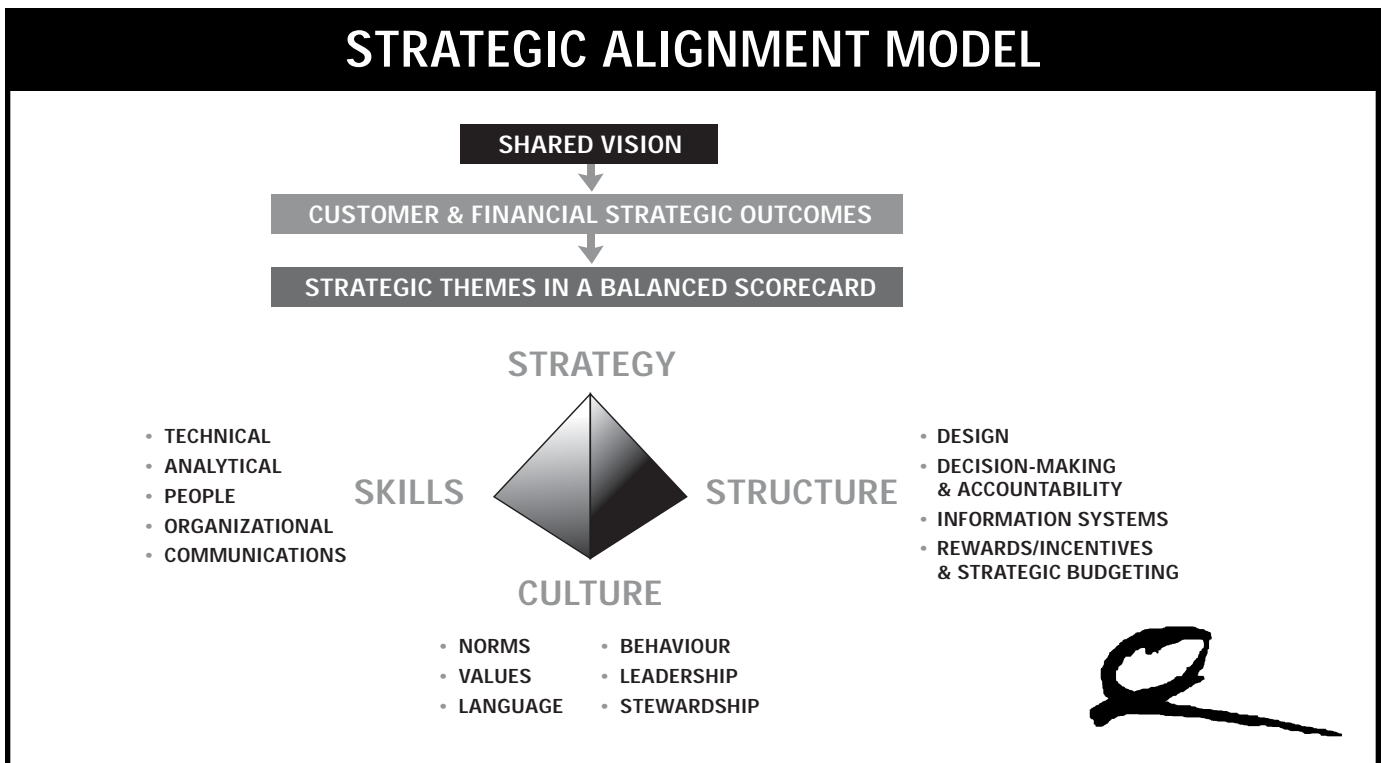 STRATEGIC ALIGNMENT MODEL
SHARED VISION
CUSTOMER & FINANCIAL STRATEGIC OUTCOMES
STRATEGIC THEMES IN A BALANCED SCORECARD
STRATEGY
• TECHNICAL
• ANALYTICAL
• PEOPLE
• ORGANIZATIONAL
• COMMUNICATIONS
SKILLS
STRUCTURE
• DESIGN
• DECISION-MAKING
& ACCOUNTABILITY
• INFORMATION SYSTEMS
• REWARDS/INCENTIVES
& STRATEGIC BUDGETING
CULTURE
• NORMS
• VALUES
• LANGUAGE
• BEHAVIOUR
• LEADERSHIP
• STEWARDSHIP